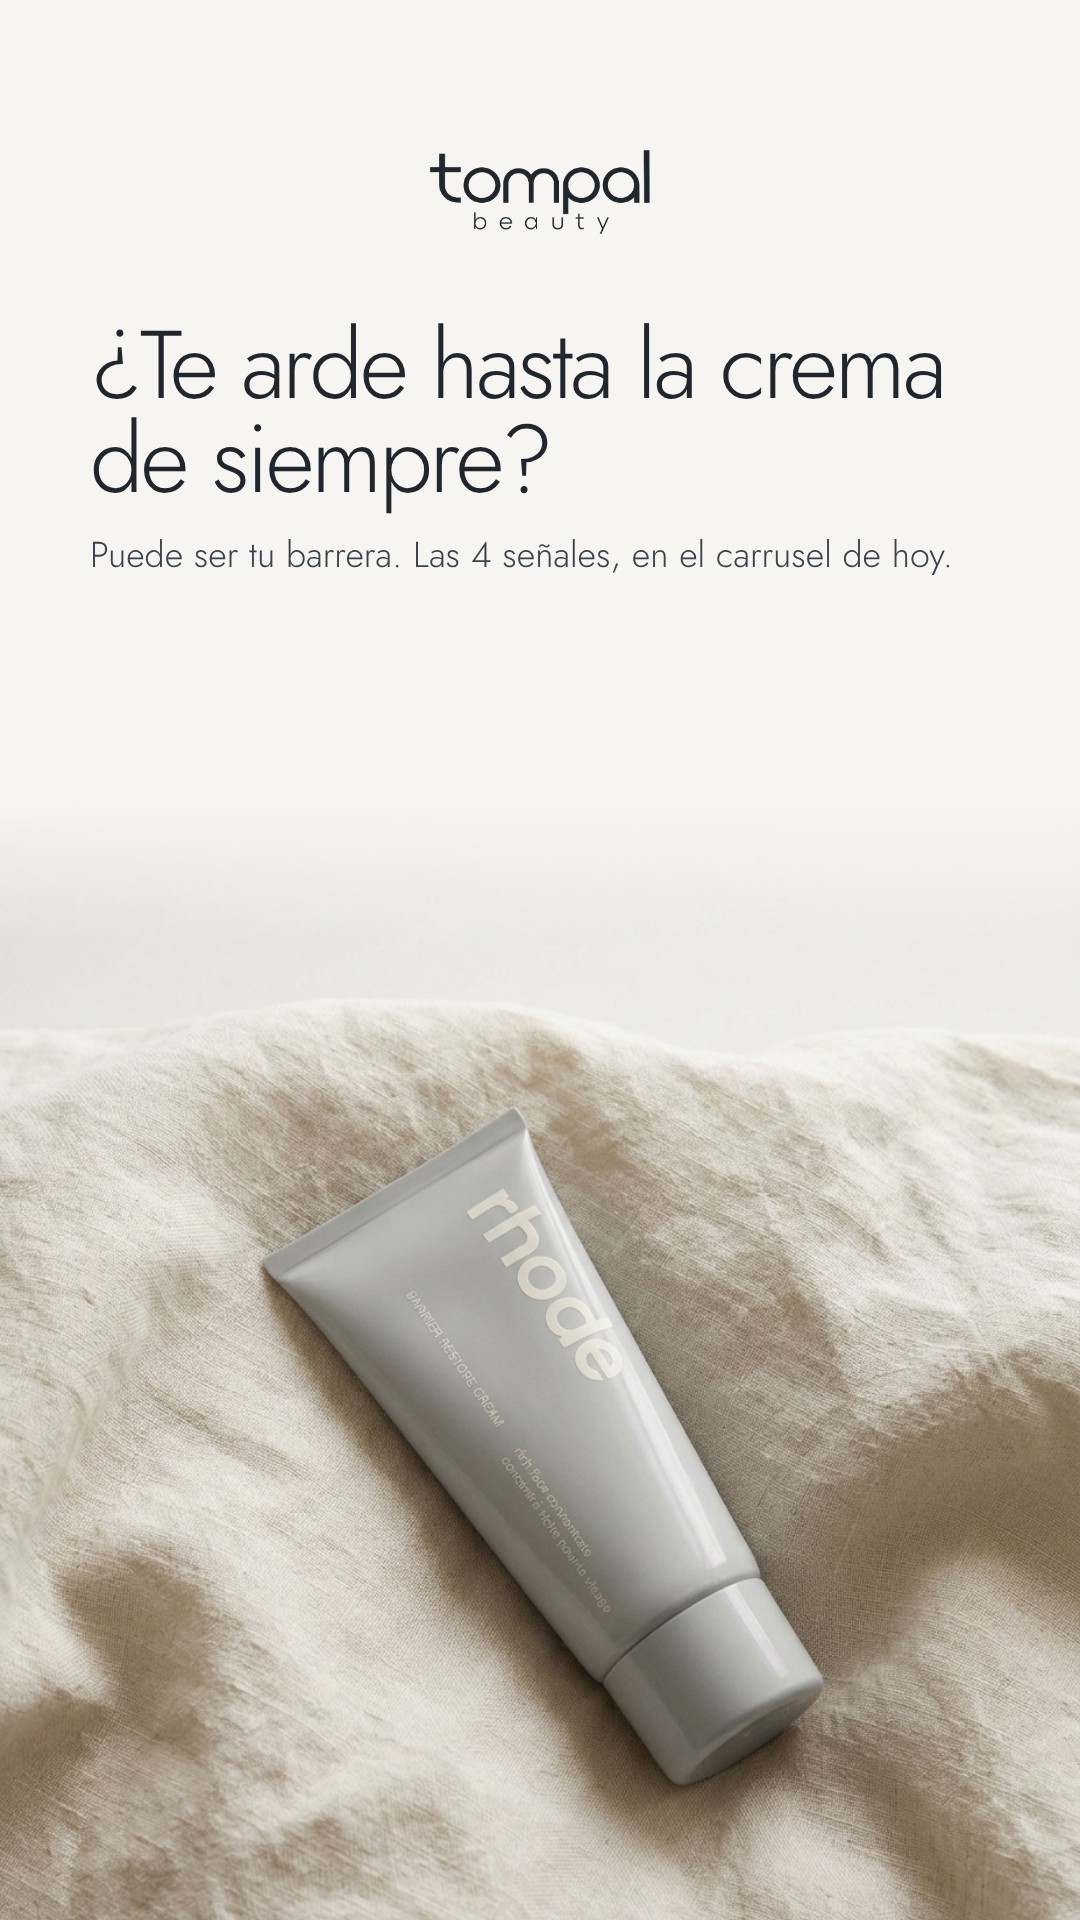 tompal
beauty
¿Te arde hasta la crema
de siempre?
Puede ser tu barrera. Las 4 señales, en el carrusel de hoy.
rhode
BARRIER RESTORE CREAM